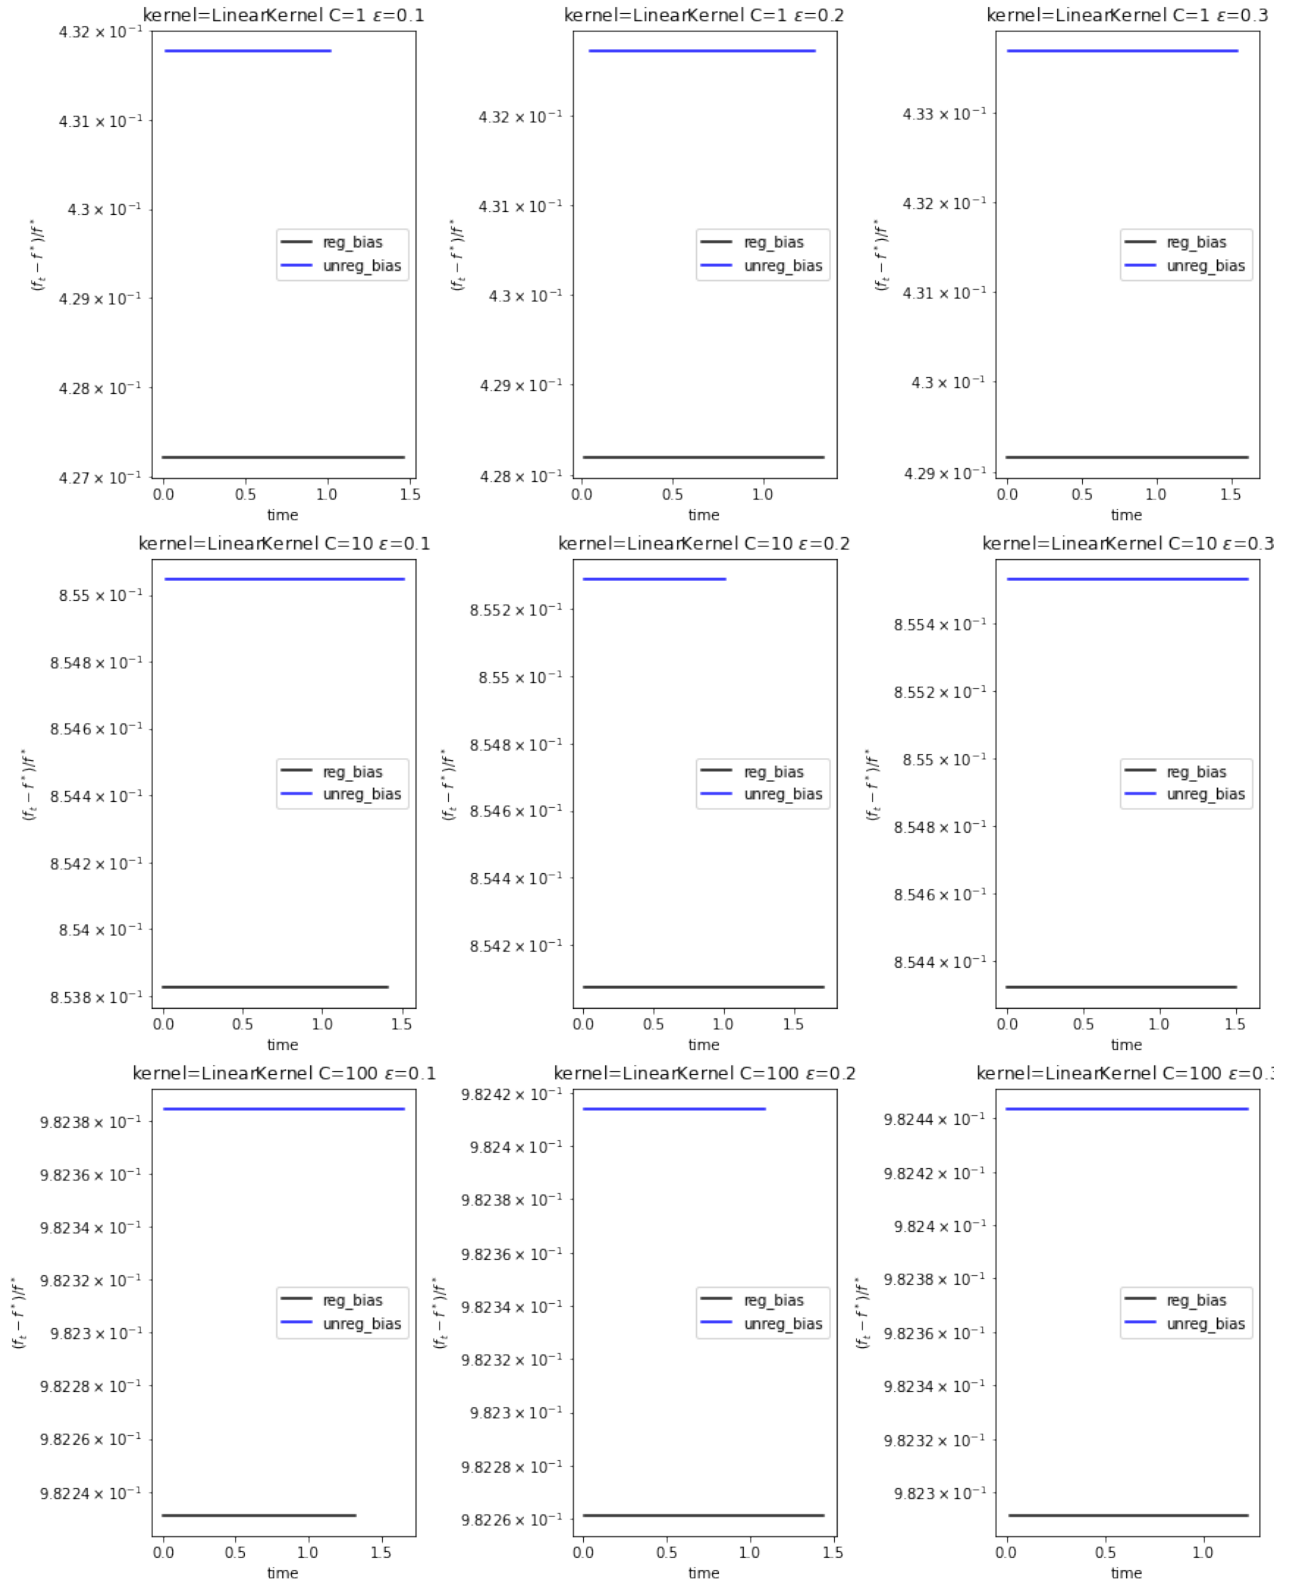 kernel=LinearKernel C=1 ε=0.1
4.32 × 10⁻¹
4.31 × 10⁻¹
4.3 × 10⁻¹
4.29 × 10⁻¹
4.28 × 10⁻¹
4.27 × 10⁻¹
(fₜ − f*)/f*
reg_bias
unreg_bias
0.0 0.5 1.0 1.5
time
kernel=LinearKernel C=1 ε=0.2
4.32 × 10⁻¹
4.31 × 10⁻¹
4.3 × 10⁻¹
4.29 × 10⁻¹
4.28 × 10⁻¹
(fₜ − f*)/f*
reg_bias
unreg_bias
0.0 0.5 1.0
time
kernel=LinearKernel C=1 ε=0.3
4.33 × 10⁻¹
4.32 × 10⁻¹
4.31 × 10⁻¹
4.3 × 10⁻¹
4.29 × 10⁻¹
(fₜ − f*)/f*
reg_bias
unreg_bias
0.0 0.5 1.0 1.5
time
kernel=LinearKernel C=10 ε=0.1
8.55 × 10⁻¹
8.548 × 10⁻¹
8.546 × 10⁻¹
8.544 × 10⁻¹
8.542 × 10⁻¹
8.54 × 10⁻¹
8.538 × 10⁻¹
(fₜ − f*)/f*
reg_bias
unreg_bias
0.0 0.5 1.0 1.5
time
kernel=LinearKernel C=10 ε=0.2
8.552 × 10⁻¹
8.55 × 10⁻¹
8.548 × 10⁻¹
8.546 × 10⁻¹
8.544 × 10⁻¹
8.542 × 10⁻¹
(fₜ − f*)/f*
reg_bias
unreg_bias
0.0 0.5 1.0 1.5
time
kernel=LinearKernel C=10 ε=0.3
8.554 × 10⁻¹
8.552 × 10⁻¹
8.55 × 10⁻¹
8.548 × 10⁻¹
8.546 × 10⁻¹
8.544 × 10⁻¹
(fₜ − f*)/f*
reg_bias
unreg_bias
0.0 0.5 1.0 1.5
time
kernel=LinearKernel C=100 ε=0.1
9.8238 × 10⁻¹
9.8236 × 10⁻¹
9.8234 × 10⁻¹
9.8232 × 10⁻¹
9.823 × 10⁻¹
9.8228 × 10⁻¹
9.8226 × 10⁻¹
9.8224 × 10⁻¹
(fₜ − f*)/f*
reg_bias
unreg_bias
0.0 0.5 1.0 1.5
time
kernel=LinearKernel C=100 ε=0.2
9.8242 × 10⁻¹
9.824 × 10⁻¹
9.8238 × 10⁻¹
9.8236 × 10⁻¹
9.8234 × 10⁻¹
9.8232 × 10⁻¹
9.823 × 10⁻¹
9.8228 × 10⁻¹
9.8226 × 10⁻¹
(fₜ − f*)/f*
reg_bias
unreg_bias
0.0 0.5 1.0 1.5
time
kernel=LinearKernel C=100 ε=0.3
9.8244 × 10⁻¹
9.8242 × 10⁻¹
9.824 × 10⁻¹
9.8238 × 10⁻¹
9.8236 × 10⁻¹
9.8234 × 10⁻¹
9.8232 × 10⁻¹
9.823 × 10⁻¹
(fₜ − f*)/f*
reg_bias
unreg_bias
0.0 0.5 1.0
time